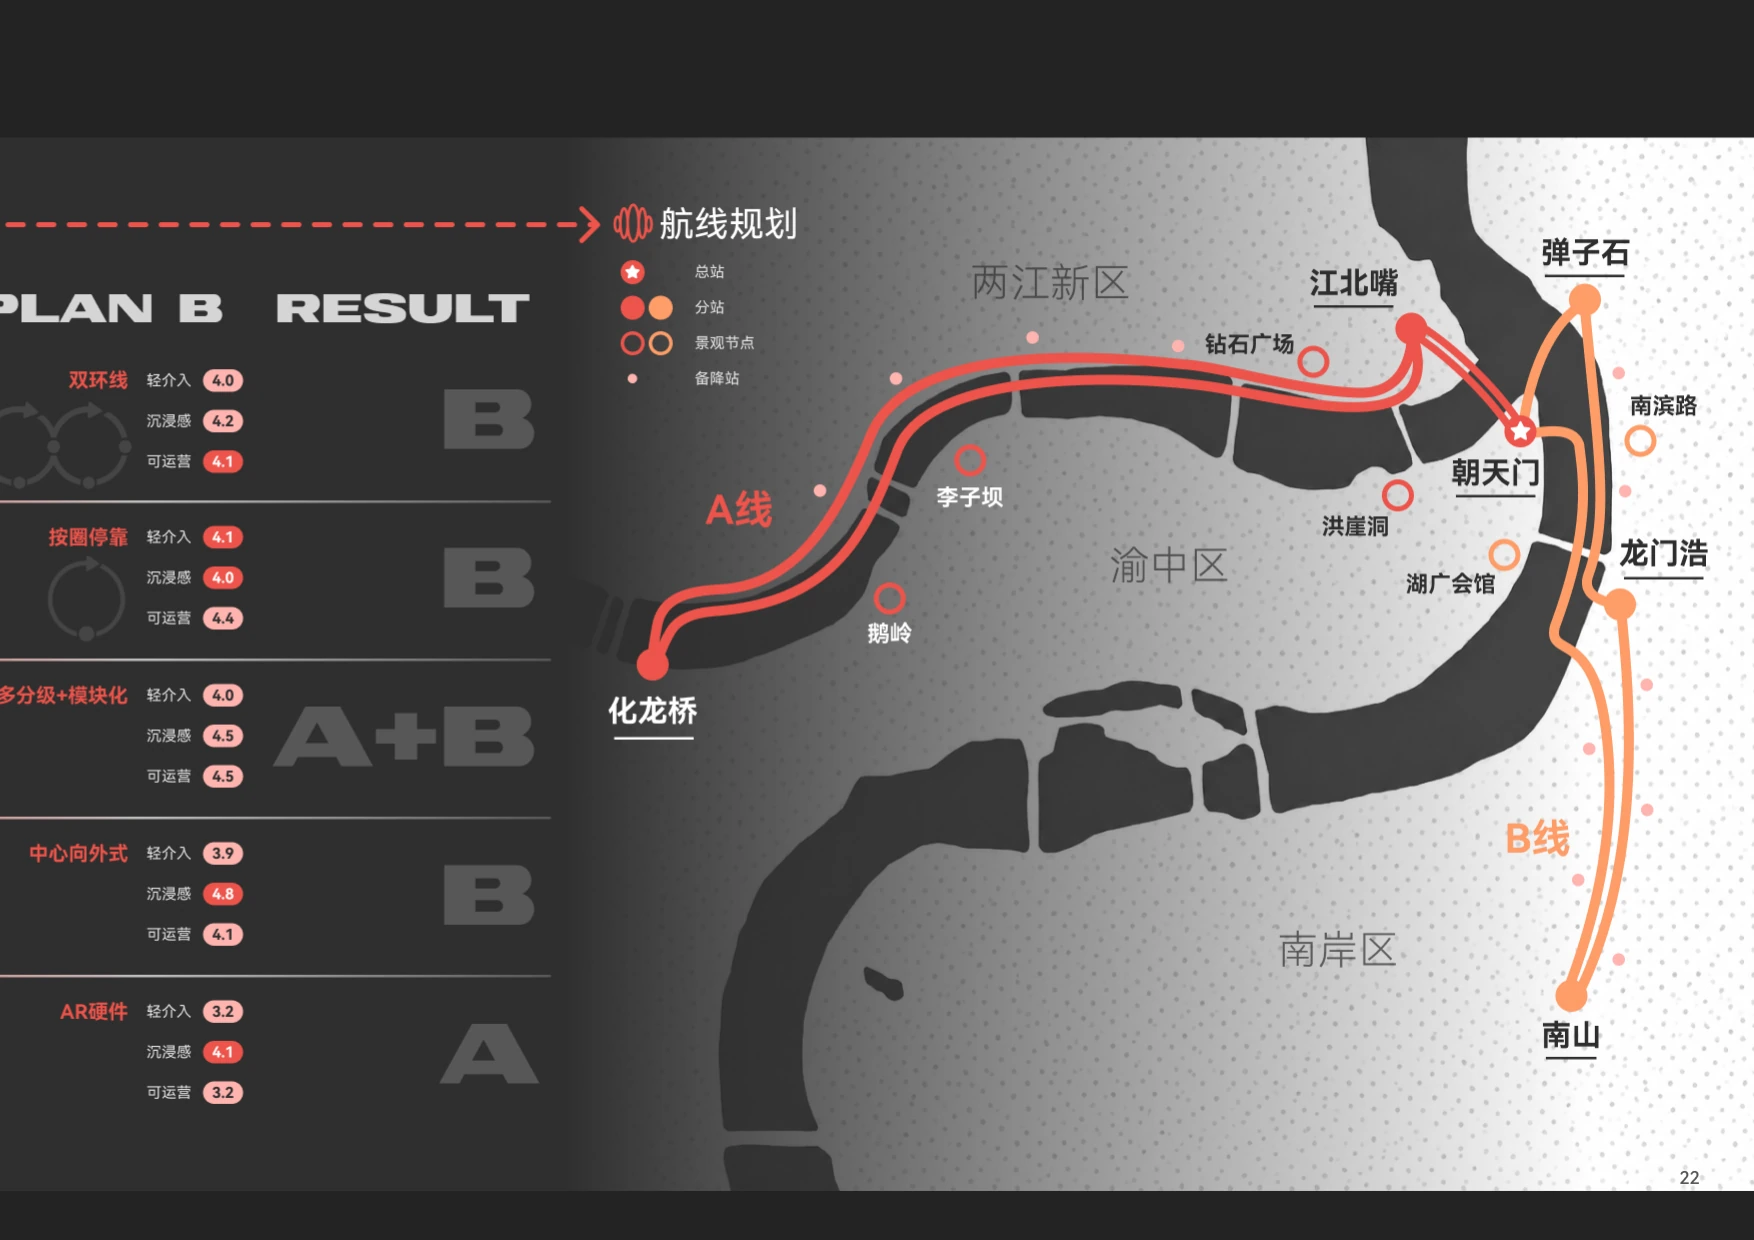 航线规划
总站
分站
景观节点
备降站
PLAN B RESULT
双环线
轻介入 4.0
沉浸感 4.2
可运营 4.1
B
按圈停靠
轻介入 4.1
沉浸感 4.0
可运营 4.4
B
多分级+模块化
轻介入 4.0
沉浸感 4.5
可运营 4.5
A+B
中心向外式
轻介入 3.9
沉浸感 4.8
可运营 4.1
B
AR硬件
轻介入 3.2
沉浸感 4.1
可运营 3.2
A
两江新区
江北嘴
弹子石
钻石广场
南滨路
朝天门
A线
李子坝
洪崖洞
龙门浩
渝中区
湖广会馆
鹅岭
化龙桥
B线
南岸区
南山
22